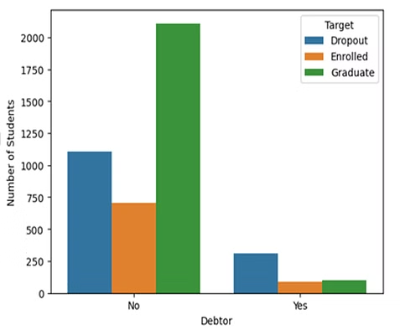 Target
Dropout
Enrolled
Graduate
Number of Students
2000
1750
1500
1250
1000
750
500
250
0
No
Yes
Debtor